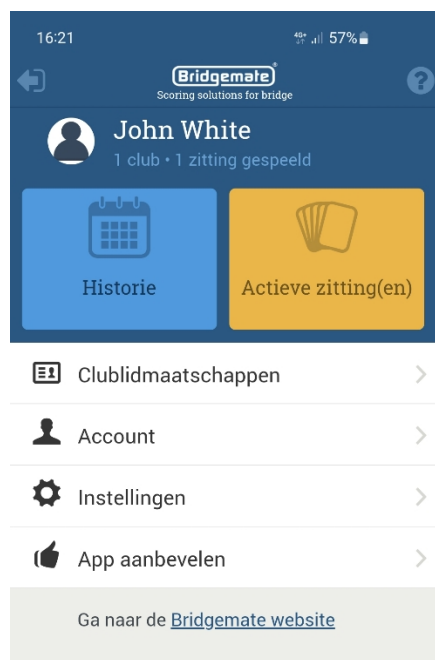 16:21
4G+ 57%
Bridgemate®
Scoring solutions for bridge
John White
1 club • 1 zitting gespeeld
Historie
Actieve zitting(en)
Clublidmaatschappen
Account
Instellingen
App aanbevelen
Ga naar de Bridgemate website